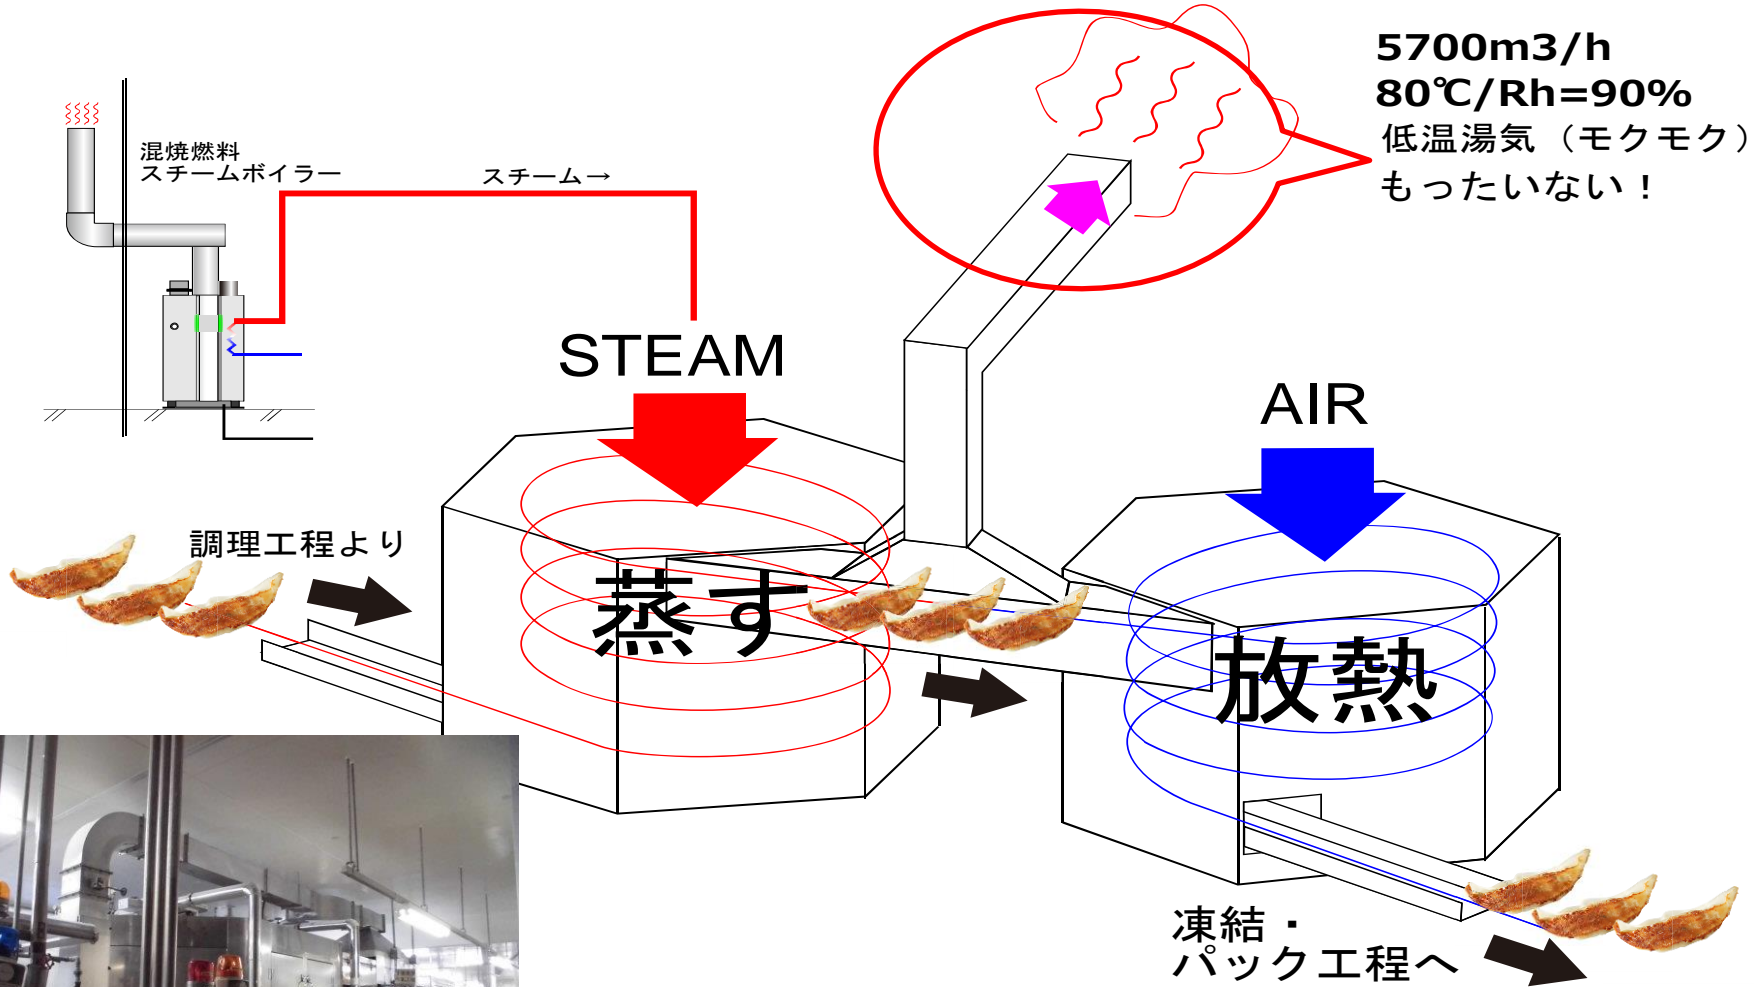 5700m3/h
80℃/Rh=90%
低温湯気（モクモク）
もったいない！
混焼燃料
スチームボイラー
スチーム→
STEAM
AIR
調理工程より
蒸す
放熱
凍結・
パック工程へ